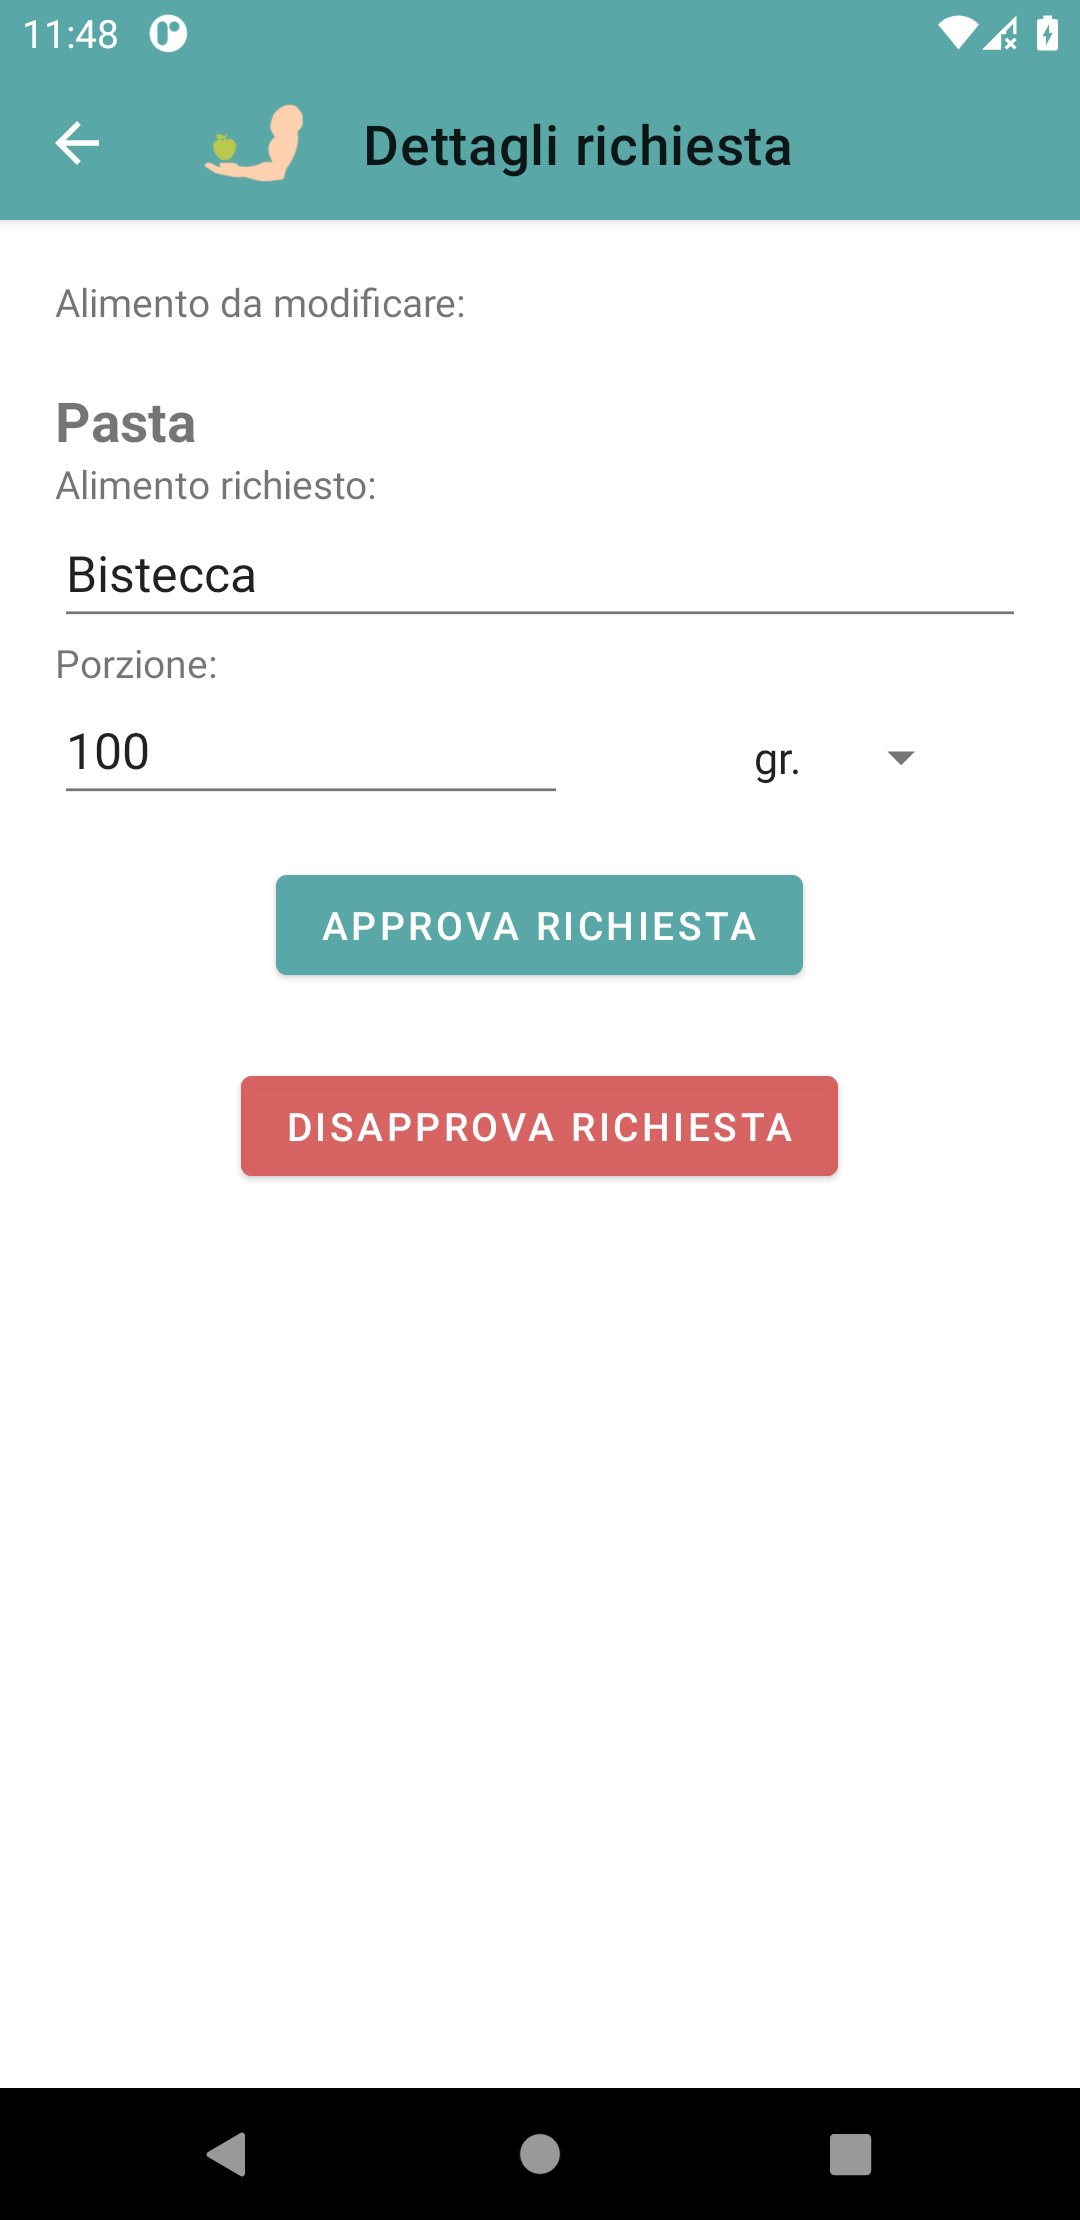 11:48
Dettagli richiesta
Alimento da modificare:
Pasta
Alimento richiesto:
Bistecca
Porzione:
100 gr.
APPROVA RICHIESTA
DISAPPROVA RICHIESTA